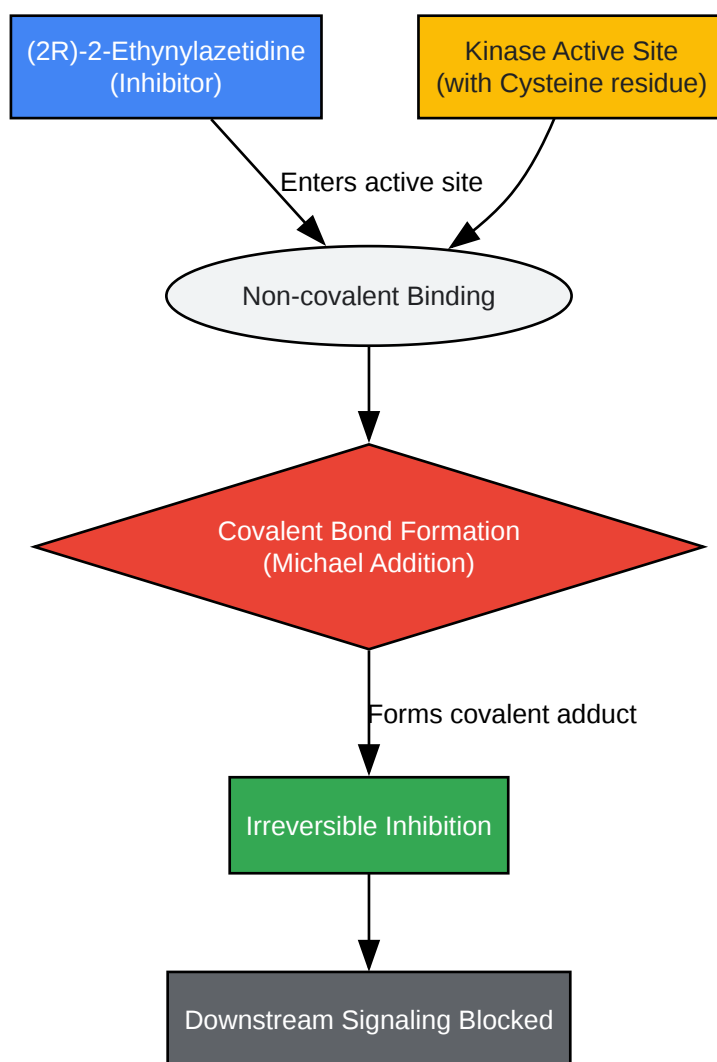 (2R)-2-Ethynylazetidine
(Inhibitor)
Kinase Active Site
(with Cysteine residue)
Enters active site
Non-covalent Binding
Covalent Bond Formation
(Michael Addition)
Forms covalent adduct
Irreversible Inhibition
Downstream Signaling Blocked